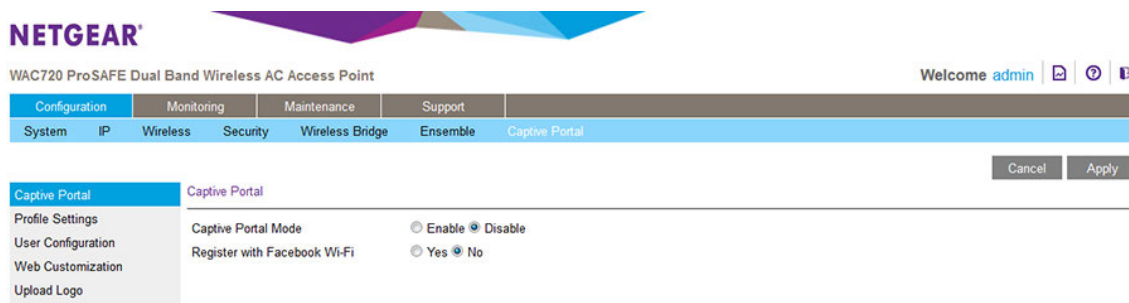 NETGEAR®
WAC720 ProSAFE Dual Band Wireless AC Access Point
Welcome admin
Configuration Monitoring Maintenance Support
System IP Wireless Security Wireless Bridge Ensemble Captive Portal
Cancel Apply
Captive Portal
Profile Settings
User Configuration
Web Customization
Upload Logo
Captive Portal
Captive Portal Mode Enable Disable
Register with Facebook Wi-Fi Yes No